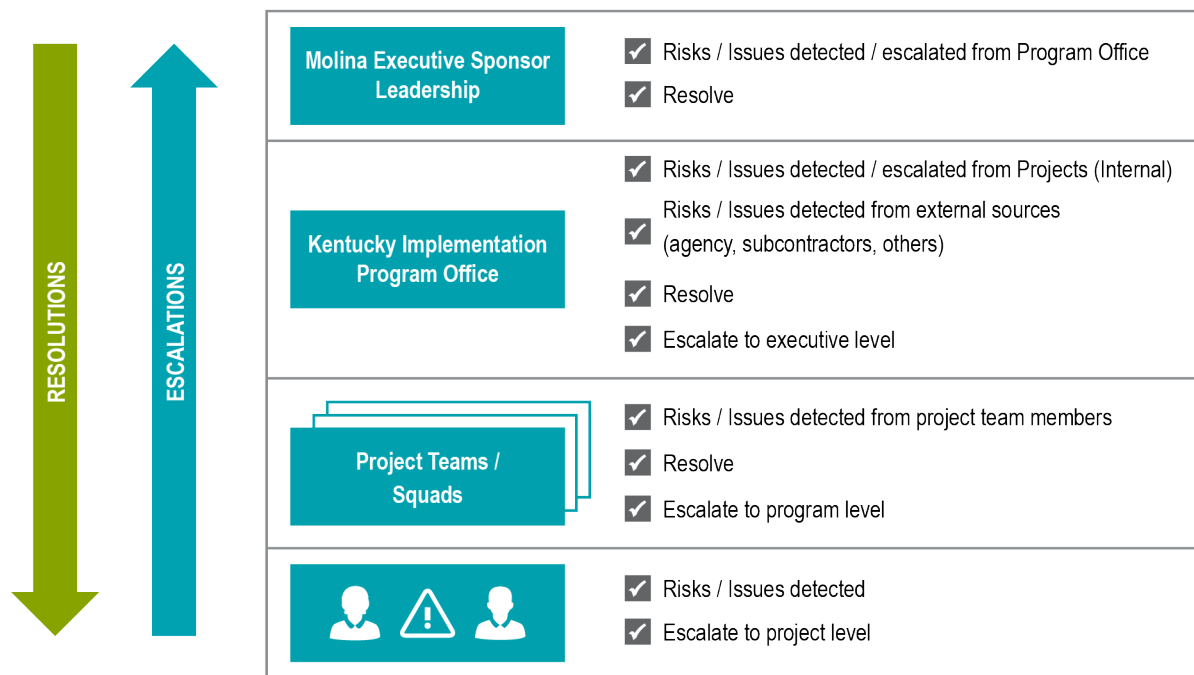 RESOLUTIONS
ESCALATIONS
Molina Executive Sponsor
Leadership
Risks / Issues detected / escalated from Program Office
Resolve
Kentucky Implementation
Program Office
Risks / Issues detected / escalated from Projects (Internal)
Risks / Issues detected from external sources
(agency, subcontractors, others)
Resolve
Escalate to executive level
Project Teams /
Squads
Risks / Issues detected from project team members
Resolve
Escalate to program level
Risks / Issues detected
Escalate to project level